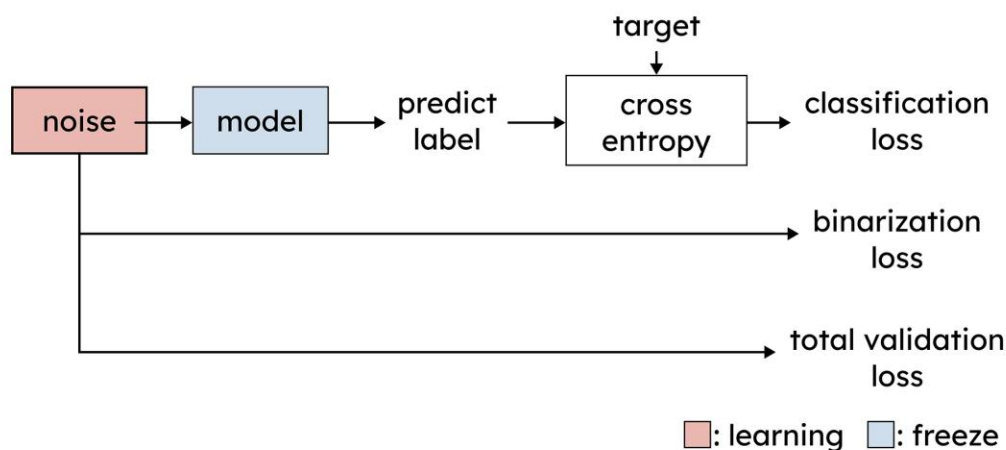 target
noise
model
predict
label
cross
entropy
classification
loss
binarization
loss
total validation
loss
: learning
: freeze